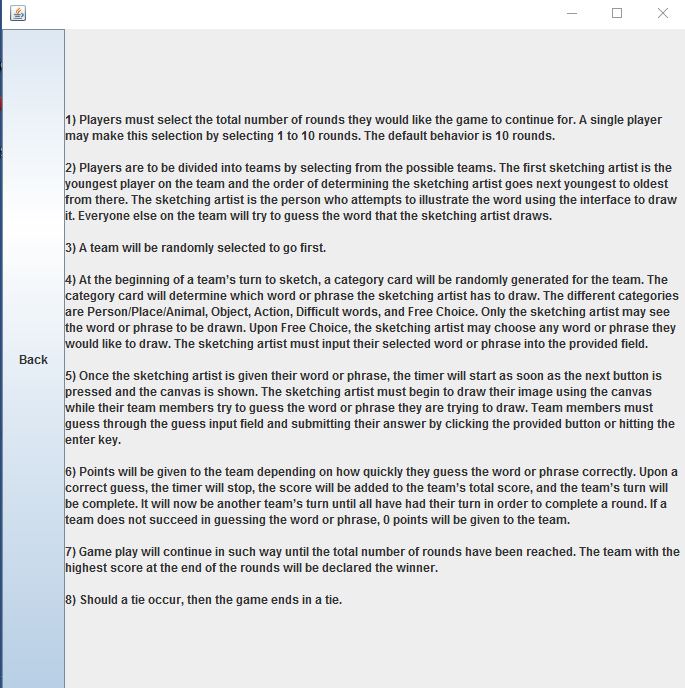 1) Players must select the total number of rounds they would like the game to continue for. A single player
may make this selection by selecting 1 to 10 rounds. The default behavior is 10 rounds.
2) Players are to be divided into teams by selecting from the possible teams. The first sketching artist is the
youngest player on the team and the order of determining the sketching artist goes next youngest to oldest
from there. The sketching artist is the person who attempts to illustrate the word using the interface to draw
it. Everyone else on the team will try to guess the word that the sketching artist draws.
3) A team will be randomly selected to go first.
4) At the beginning of a team's turn to sketch, a category card will be randomly generated for the team. The
category card will determine which word or phrase the sketching artist has to draw. The different categories
are Person/Place/Animal, Object, Action, Difficult words, and Free Choice. Only the sketching artist may see
the word or phrase to be drawn. Upon Free Choice, the sketching artist may choose any word or phrase they
would like to draw. The sketching artist must input their selected word or phrase into the provided field.
Back
5) Once the sketching artist is given their word or phrase, the timer will start as soon as the next button is
pressed and the canvas is shown. The sketching artist must begin to draw their image using the canvas
while their team members try to guess the word or phrase they are trying to draw. Team members must
guess through the guess input field and submitting their answer by clicking the provided button or hitting the
enter key.
6) Points will be given to the team depending on how quickly they guess the word or phrase correctly. Upon a
correct guess, the timer will stop, the score will be added to the team's total score, and the team's turn will
be complete. It will now be another team's turn until all have had their turn in order to complete a round. If a
team does not succeed in guessing the word or phrase, 0 points will be given to the team.
7) Game play will continue in such way until the total number of rounds have been reached. The team with the
highest score at the end of the rounds will be declared the winner.
8) Should a tie occur, then the game ends in a tie.